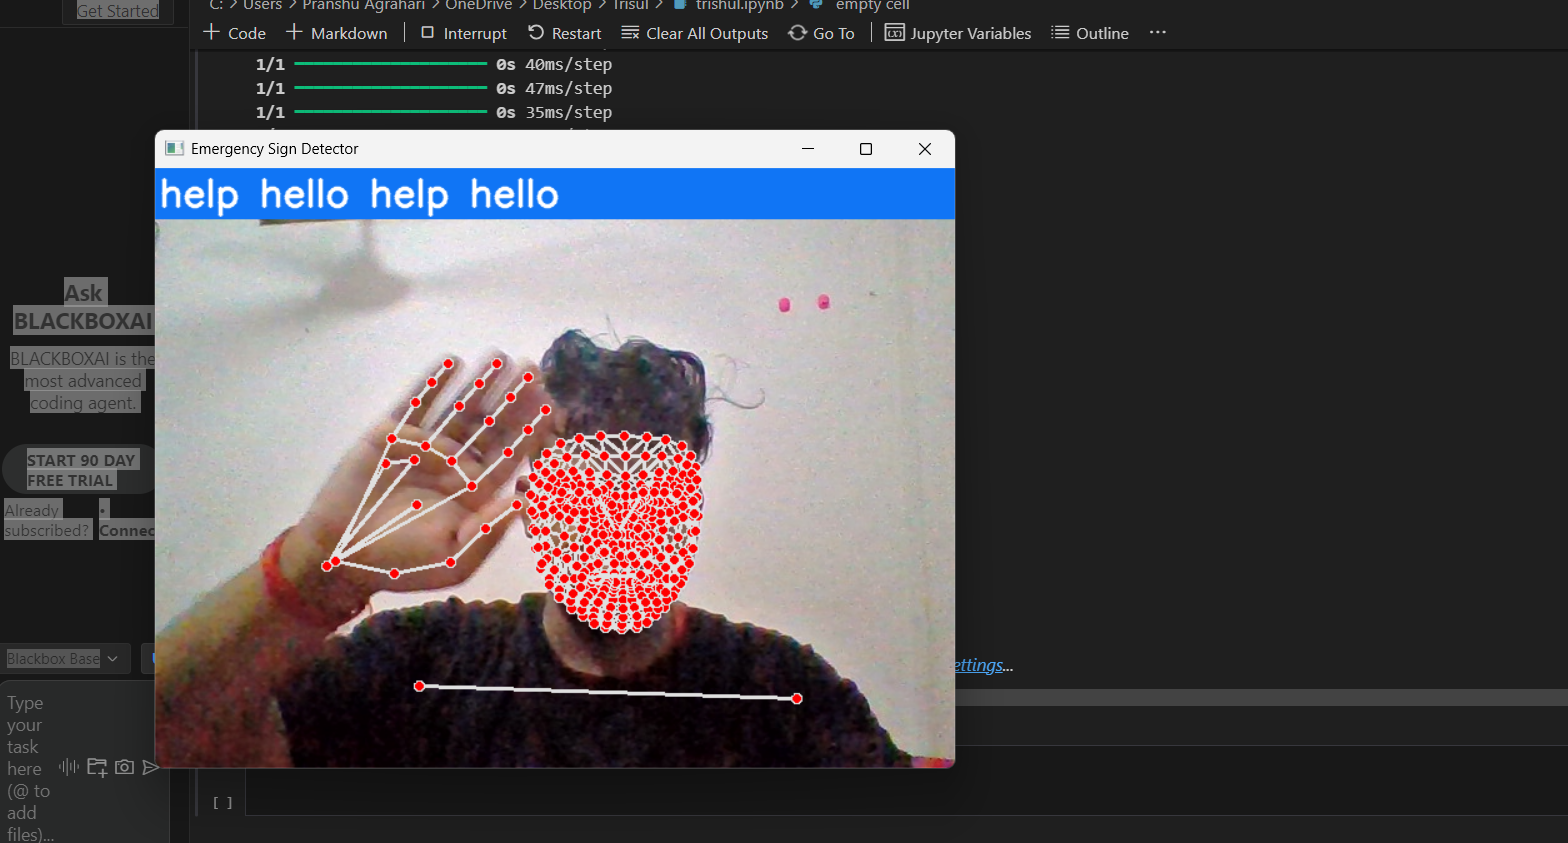 Get Started
C: > Users > Pranshu Agrahari > OneDrive > Desktop > Trisul > trishul.ipynb > empty cell
+ Code + Markdown Interrupt Restart Clear All Outputs Go To Jupyter Variables Outline ...
1/1 0s 40ms/step
1/1 0s 47ms/step
1/1 0s 35ms/step
Emergency Sign Detector
help hello help hello
Ask
BLACKBOXAI
BLACKBOXAI is the
most advanced
coding agent.
START 90 DAY
FREE TRIAL
Already
subscribed?
• Connec
Blackbox Base
ettings...
Type
your
task
here
(@ to
add
files)...
[ ]